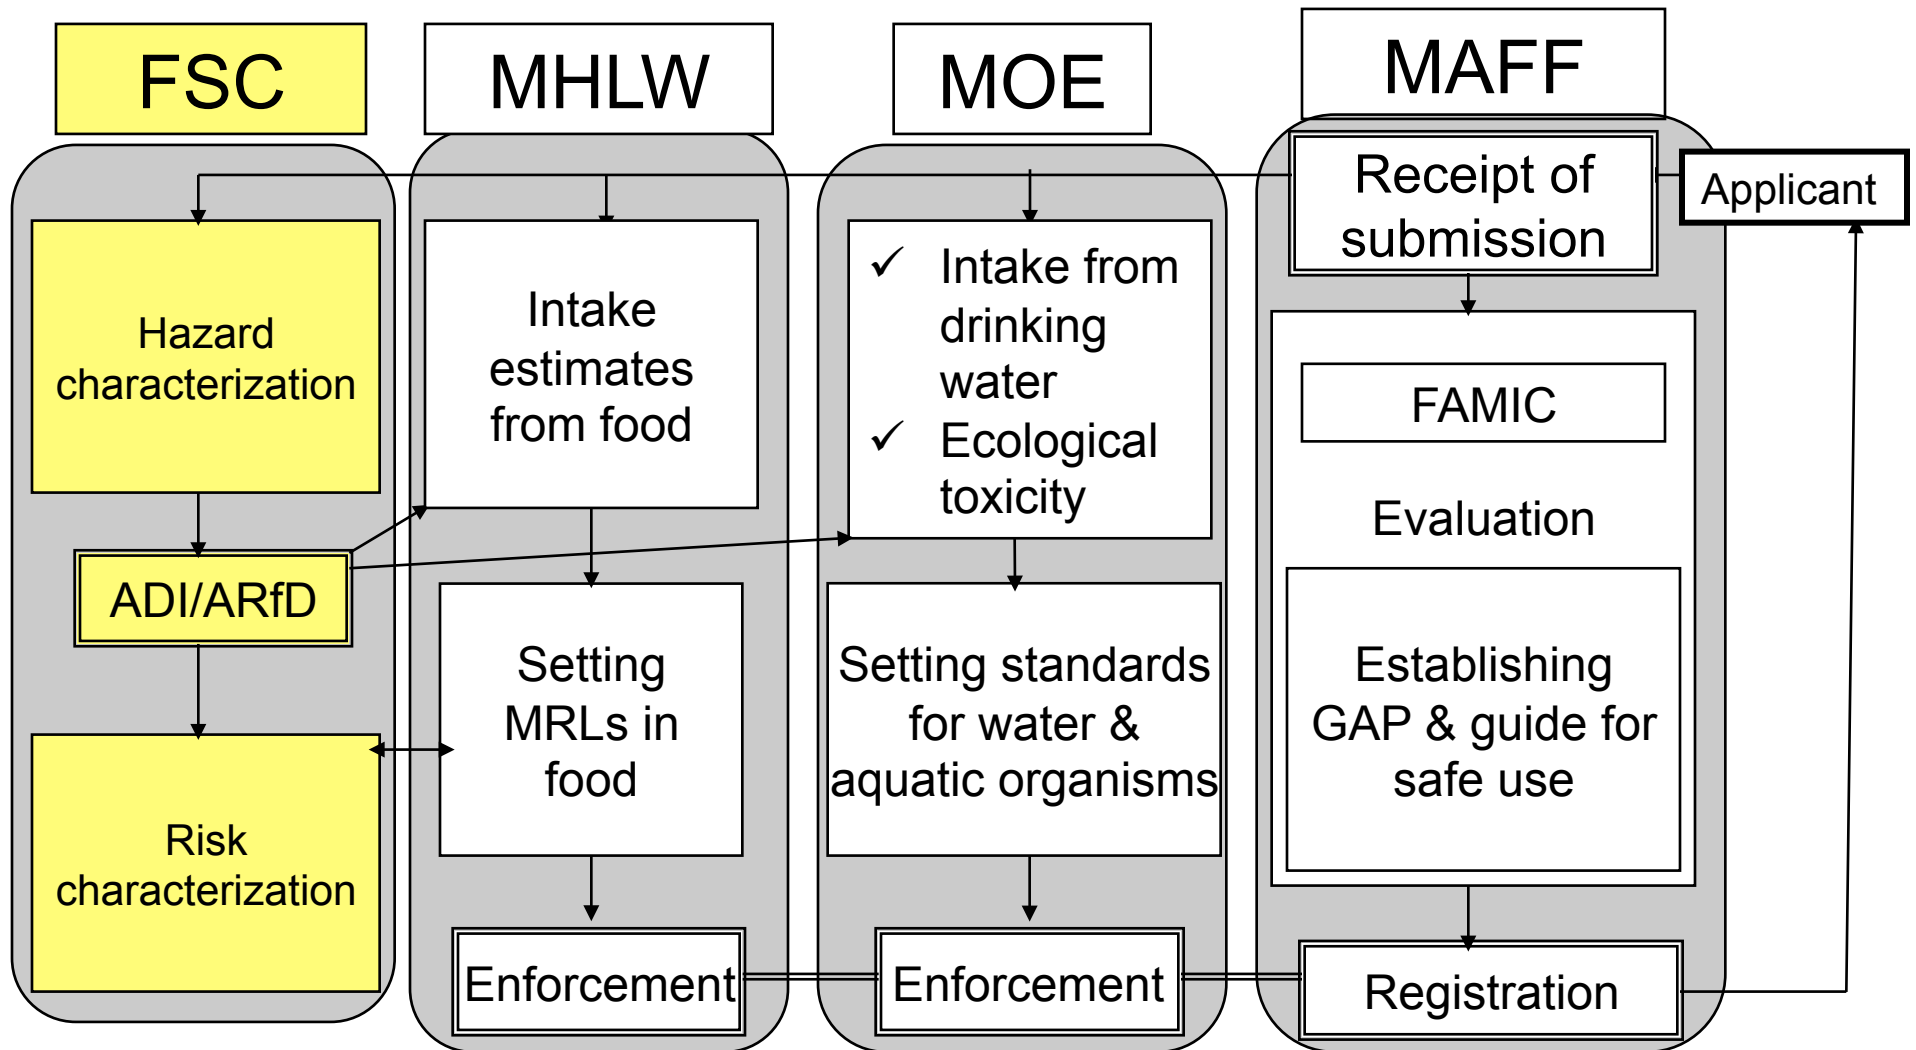 FSC
MHLW
MOE
MAFF
Applicant
Receipt of
submission
Hazard
characterization
ADI/ARfD
Risk
characterization
Intake
estimates
from food
Setting
MRLs in
food
Enforcement
✓ Intake from
drinking
water
✓ Ecological
toxicity
Setting standards
for water &
aquatic organisms
Enforcement
FAMIC
Evaluation
Establishing
GAP & guide for
safe use
Registration